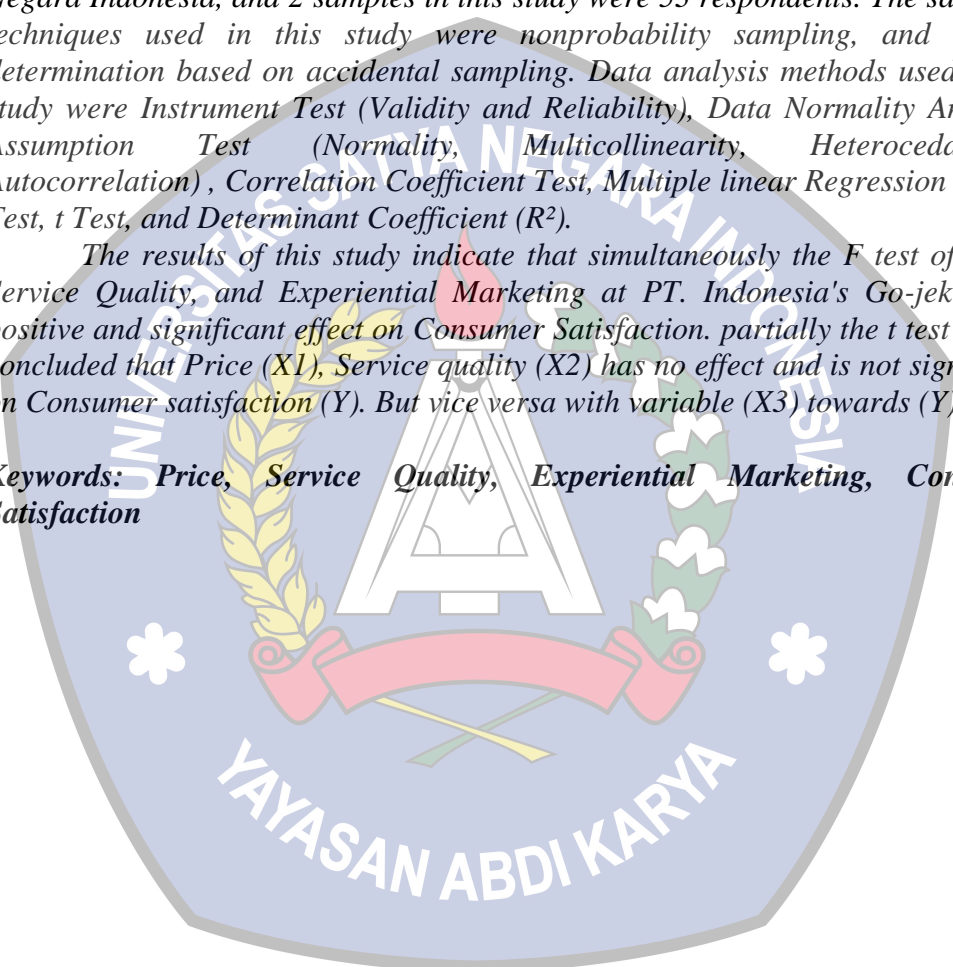 Negara Indonesia, and 2 samples in this study were 55 respondents. The sa
techniques used in this study were nonprobability sampling, and
determination based on accidental sampling. Data analysis methods used
study were Instrument Test (Validity and Reliability), Data Normality An
Assumption Test (Normality, Multicollinearity, Heteroceda
Autocorrelation) , Correlation Coefficient Test, Multiple linear Regression
Test, t Test, and Determinant Coefficient (R²).
The results of this study indicate that simultaneously the F test of
Service Quality, and Experiential Marketing at PT. Indonesia's Go-jek
positive and significant effect on Consumer Satisfaction. partially the t test
concluded that Price (X1), Service quality (X2) has no effect and is not sign
on Consumer satisfaction (Y). But vice versa with variable (X3) towards (Y)
Keywords: Price, Service Quality, Experiential Marketing, Con
Satisfaction
UNIVERSITAS SATYA NEGARA INDONESIA
YAYASAN ABDI KARYA